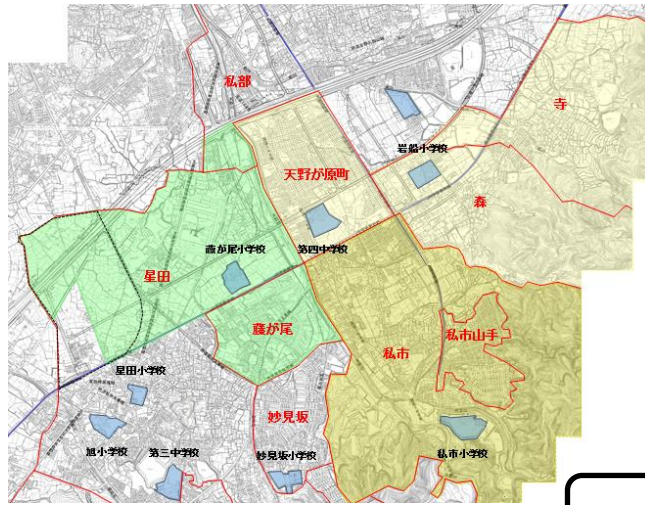 私部
寺
岩船小学校
天野が原町
森
藤が尾小学校
第四中学校
星田
藤が尾
私市山手
私市
星田小学校
妙見坂
旭小学校
第三中学校
妙見坂小学校
私市小学校